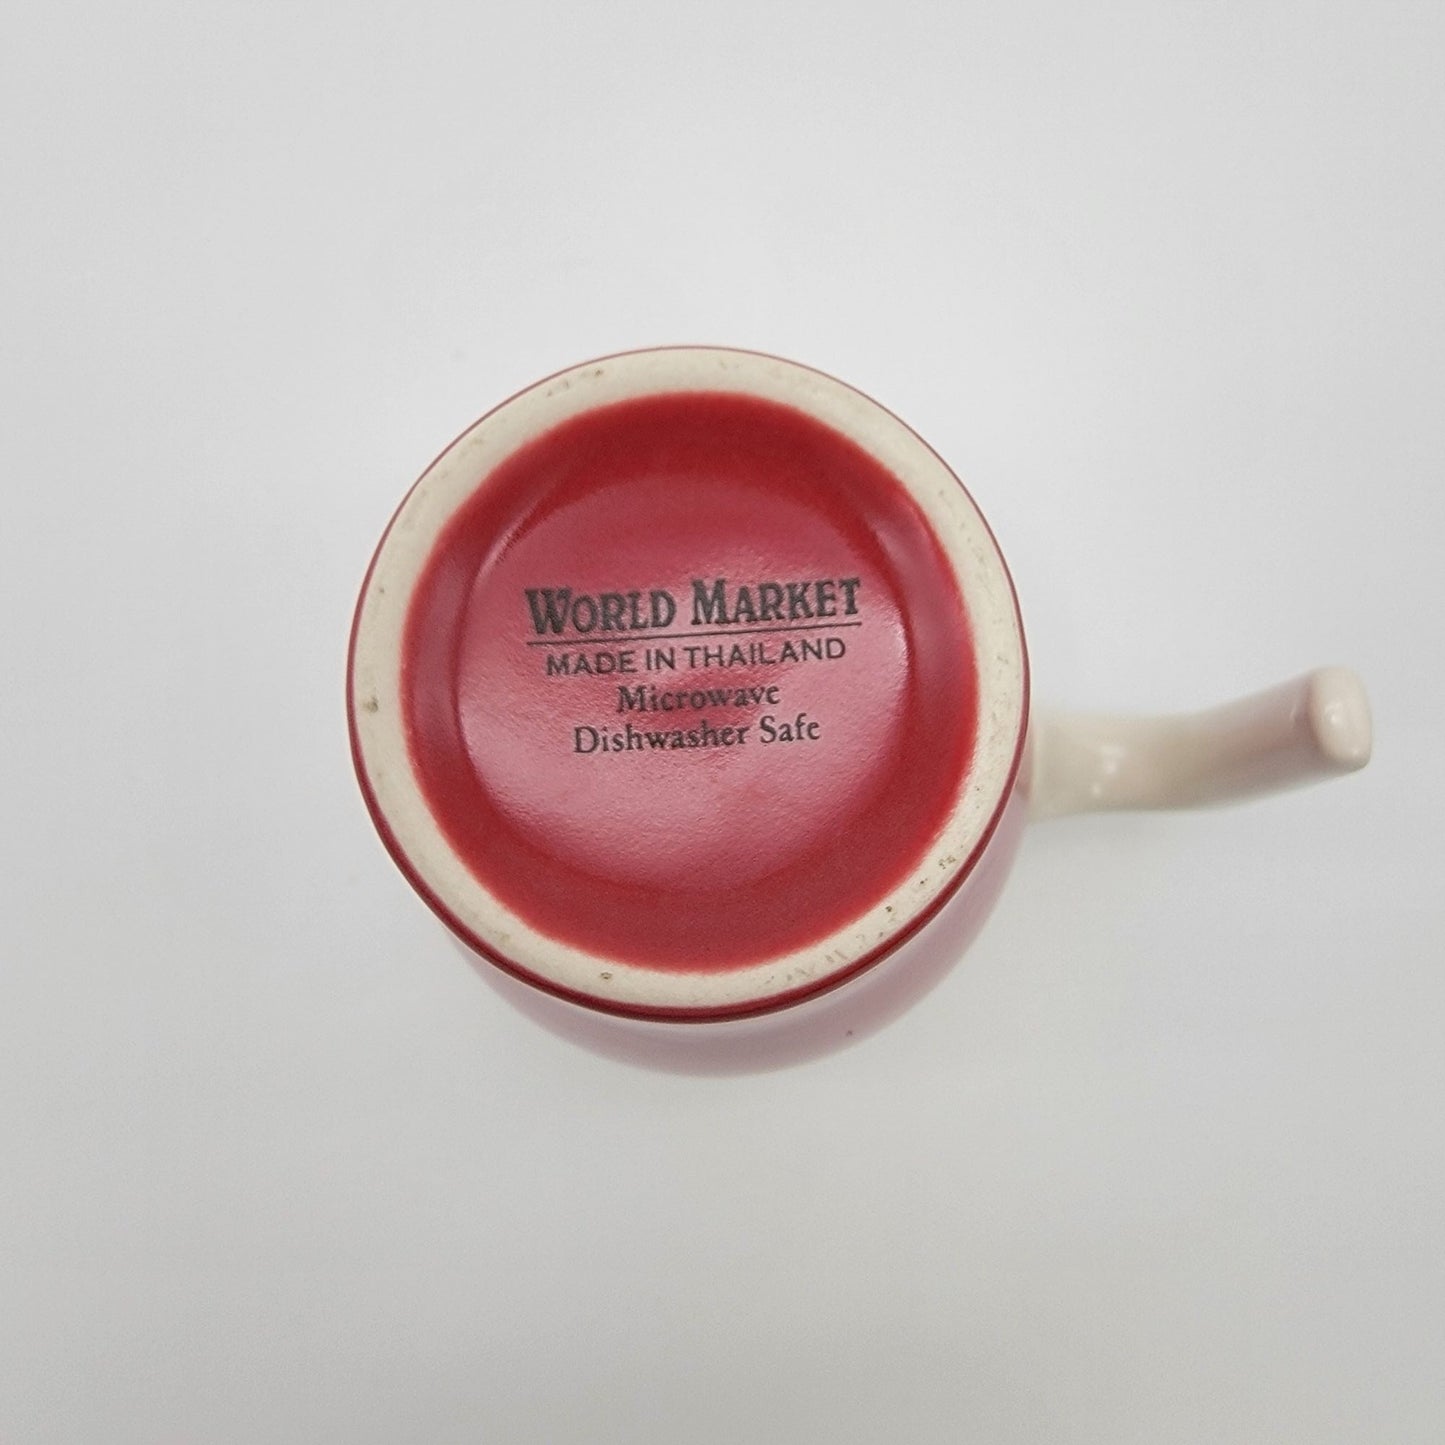 WORLD MARKET
MADE IN THAILAND
Microwave
Dishwasher Safe